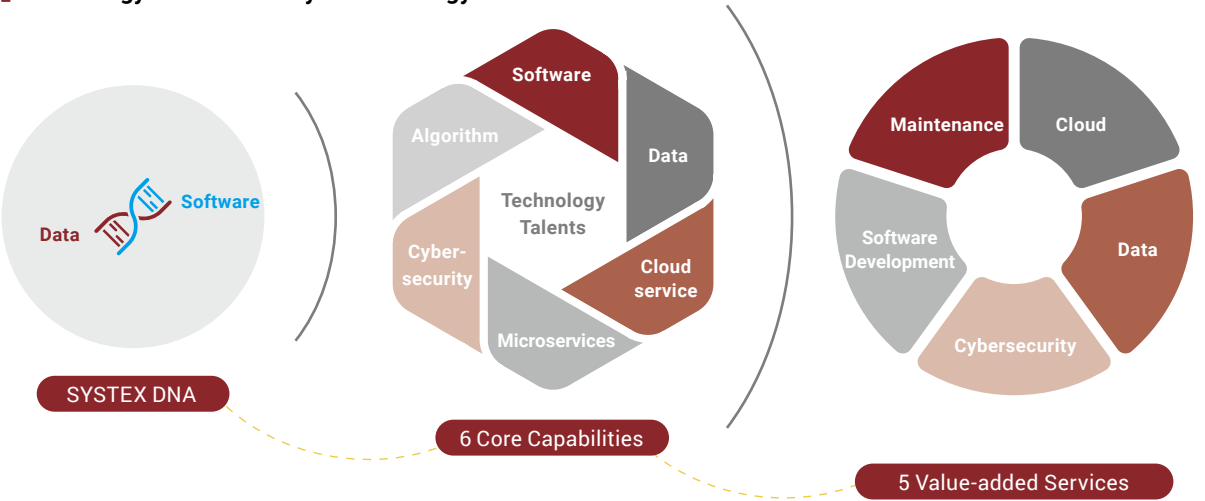 Software
Data
SYSTEX DNA
Software
Data
Algorithm
Technology
Talents
Cyber-
security
Cloud
service
Microservices
6 Core Capabilities
Maintenance
Cloud
Software
Development
Data
Cybersecurity
5 Value-added Services